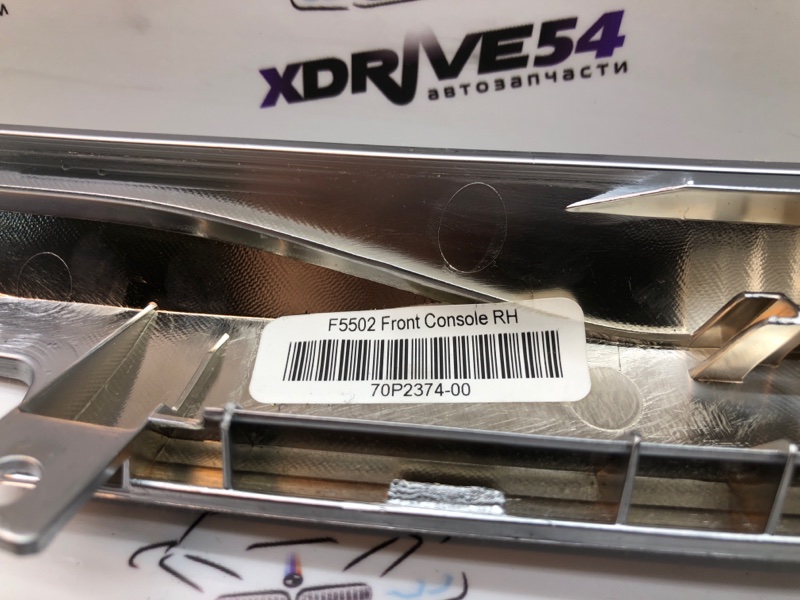 XDRIVE54
автозапчасти
F5502 Front Console RH
70P2374-00